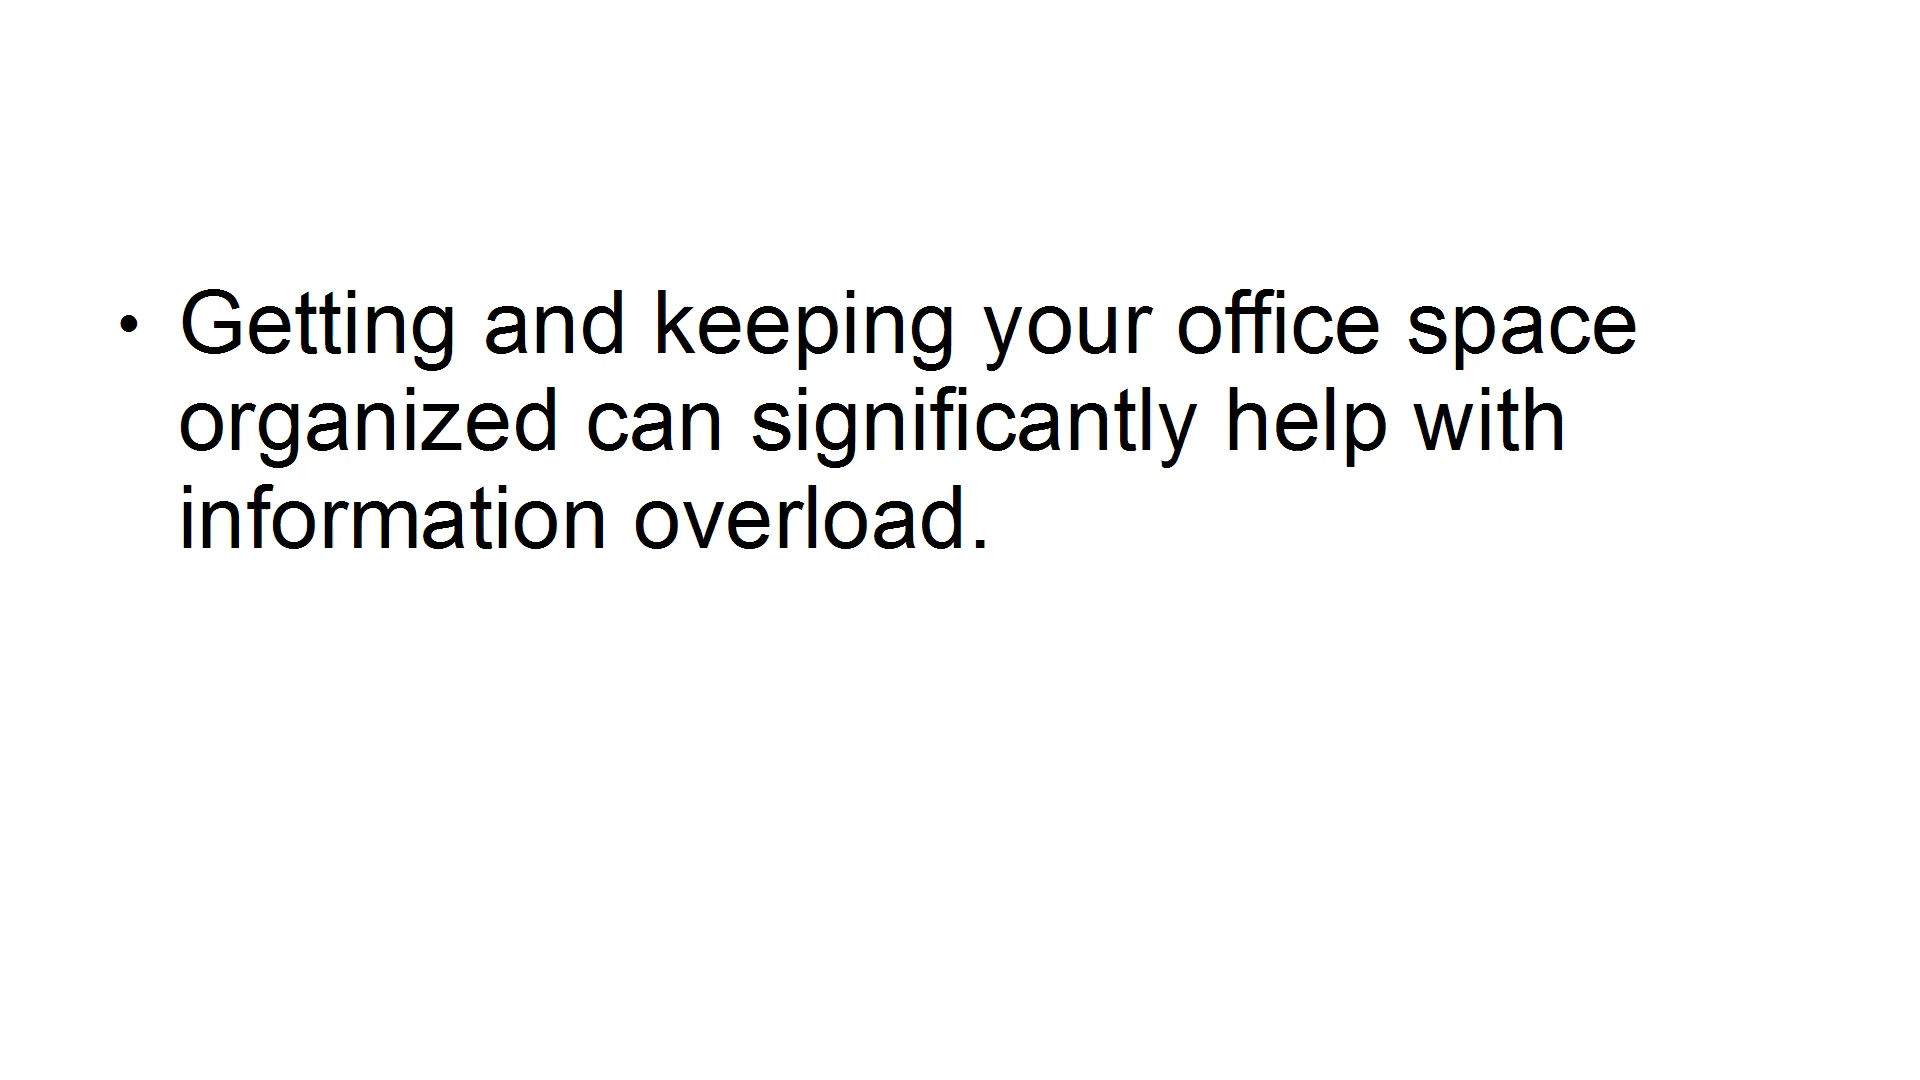 • Getting and keeping your office space
organized can significantly help with
information overload.